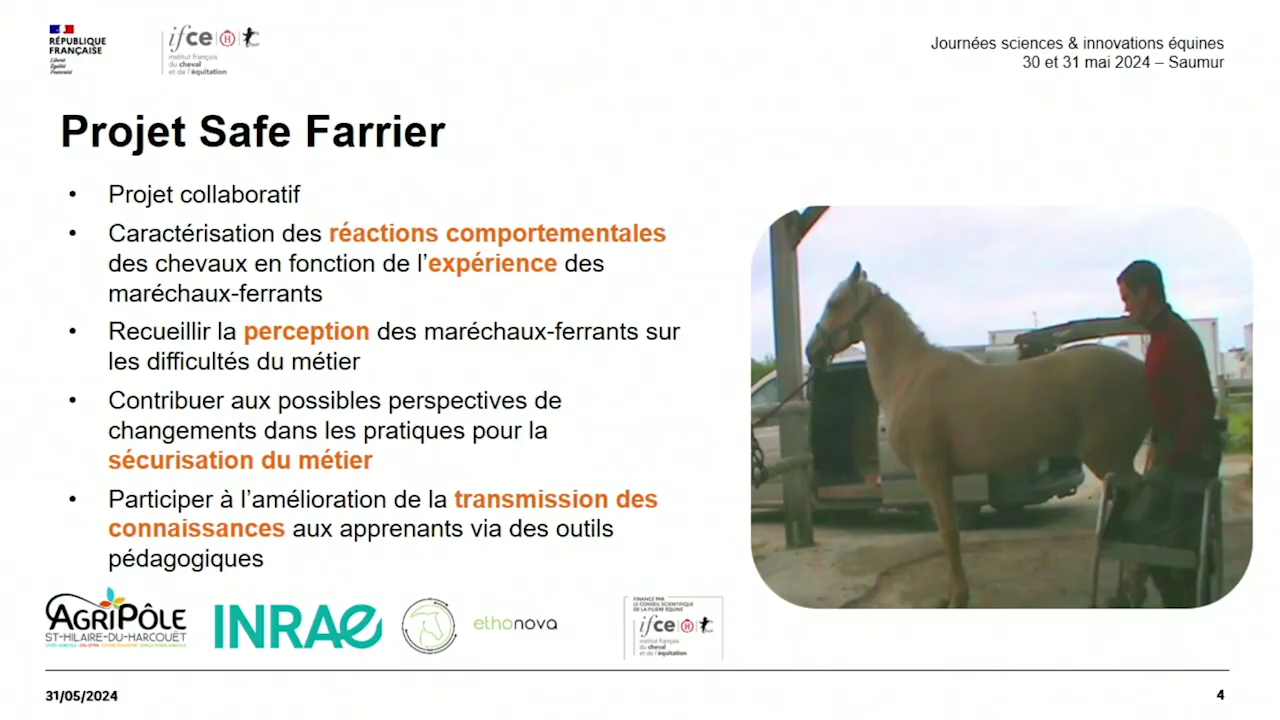 RÉPUBLIQUE
FRANÇAISE
Liberté
Égalité
Fraternité
ifce
institut français
du cheval
et de l'équitation
Journées sciences & innovations équines
30 et 31 mai 2024 – Saumur
Projet Safe Farrier
• Projet collaboratif
• Caractérisation des réactions comportementales
des chevaux en fonction de l'expérience des
maréchaux-ferrants
• Recueillir la perception des maréchaux-ferrants sur
les difficultés du métier
• Contribuer aux possibles perspectives de
changements dans les pratiques pour la
sécurisation du métier
• Participer à l'amélioration de la transmission des
connaissances aux apprenants via des outils
pédagogiques
AGRIPÔLE
ST-HILAIRE-DU-HARCOUËT
INRAE
ethonova
FINANCÉ PAR
LE CONSEIL SCIENTIFIQUE
DE LA FILIÈRE ÉQUINE
ifce
institut français
du cheval
et de l'équitation
31/05/2024
4